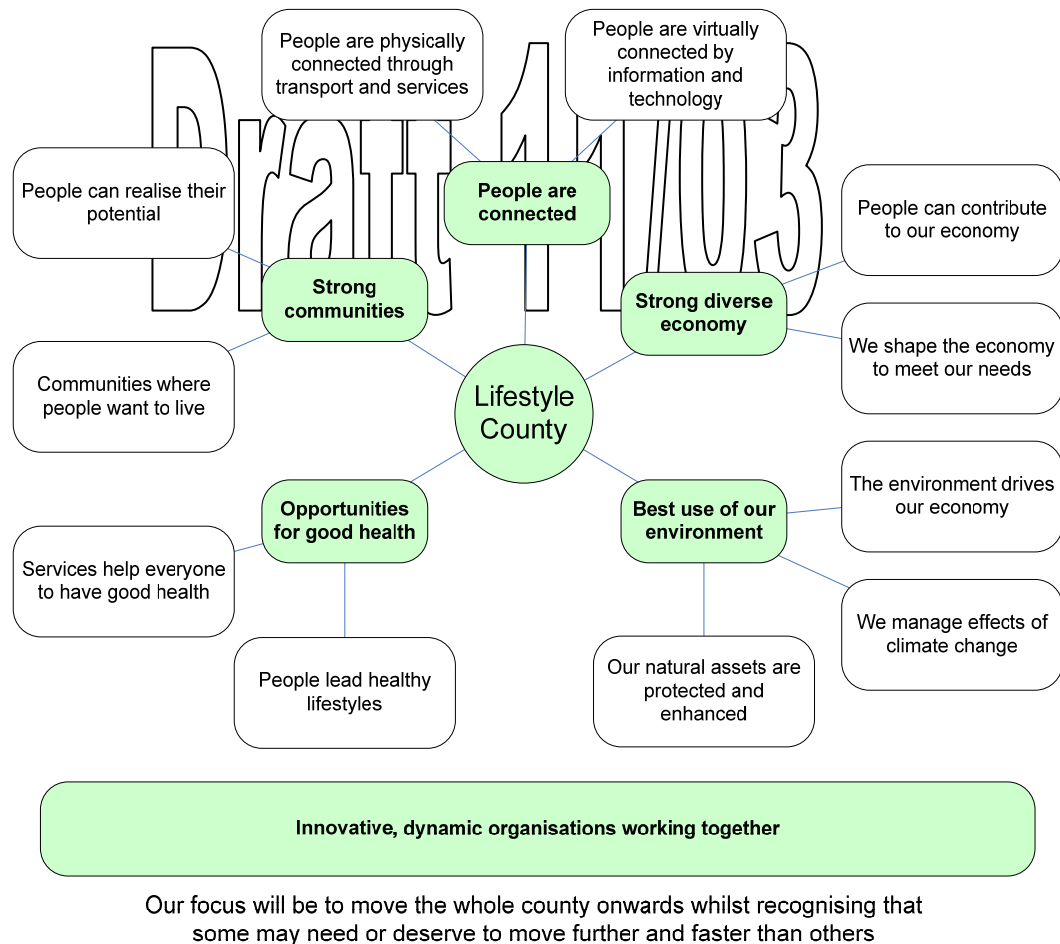 People are physically
connected through
transport and services
People are virtually
connected by
information and
technology
Draft 11/03
People can realise their
potential
People are
connected
People can contribute
to our economy
Strong
communities
Strong diverse
economy
We shape the economy
to meet our needs
Communities where
people want to live
Lifestyle
County
The environment drives
our economy
Opportunities
for good health
Best use of our
environment
Services help everyone
to have good health
We manage effects of
climate change
People lead healthy
lifestyles
Our natural assets are
protected and
enhanced
Innovative, dynamic organisations working together
Our focus will be to move the whole county onwards whilst recognising that
some may need or deserve to move further and faster than others